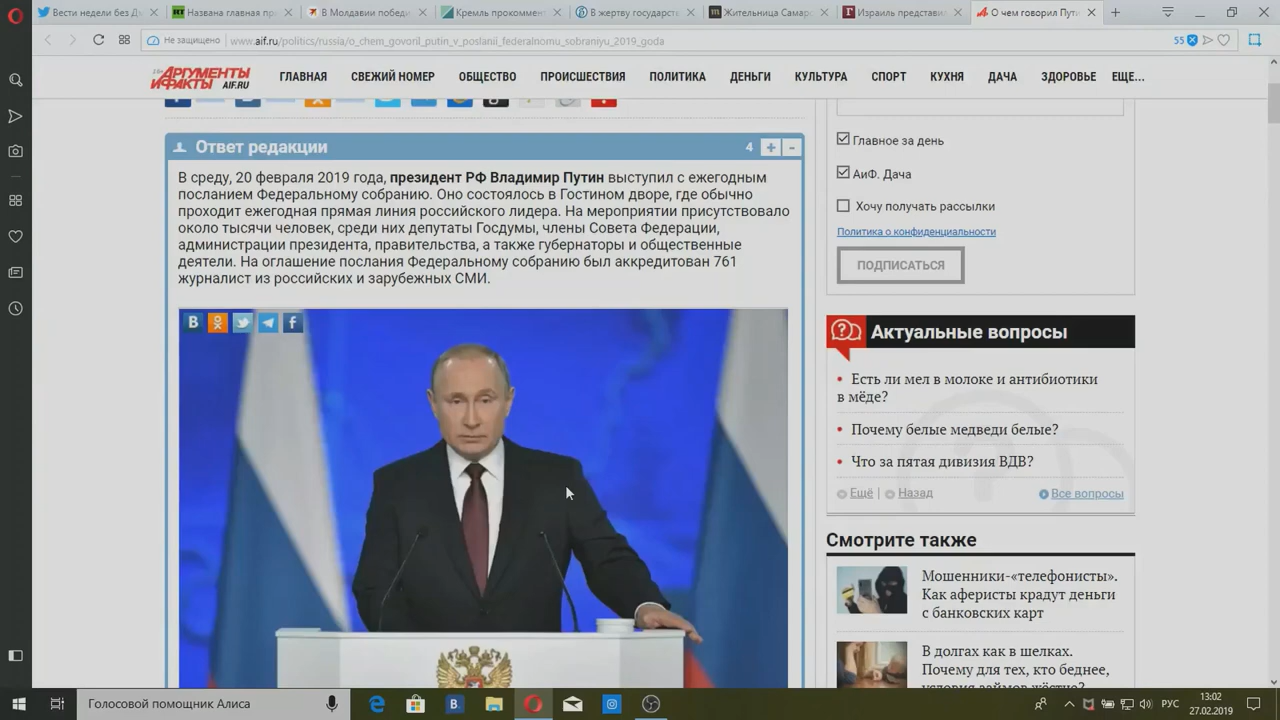 Вести недели без Д
Названа главная пр
В Молдавии победи
Кремль прокоммен
В жертву государст
Жительница Самарс
Израиль представи
О чем говорил Пути
Не защищено
www.aif.ru/politics/russia/o_chem_govoril_putin_v_poslanii_federalnomu_sobraniyu_2019_goda
55
АРГУМЕНТЫ И ФАКТЫ AIF.RU
ГЛАВНАЯ СВЕЖИЙ НОМЕР ОБЩЕСТВО ПРОИСШЕСТВИЯ ПОЛИТИКА ДЕНЬГИ КУЛЬТУРА СПОРТ КУХНЯ ДАЧА ЗДОРОВЬЕ ЕЩЕ...
Ответ редакции
4 + -
В среду, 20 февраля 2019 года, президент РФ Владимир Путин выступил с ежегодным
посланием Федеральному собранию. Оно состоялось в Гостином дворе, где обычно
проходит ежегодная прямая линия российского лидера. На мероприятии присутствовало
около тысячи человек, среди них депутаты Госдумы, члены Совета Федерации,
администрации президента, правительства, а также губернаторы и общественные
деятели. На оглашение послания Федеральному собранию был аккредитован 761
журналист из российских и зарубежных СМИ.
Главное за день
АиФ. Дача
Хочу получать рассылки
Политика о конфиденциальности
ПОДПИСАТЬСЯ
Актуальные вопросы
Есть ли мел в молоке и антибиотики
в мёде?
Почему белые медведи белые?
Что за пятая дивизия ВДВ?
Ещё | Назад
Все вопросы
Смотрите также
Мошенники-«телефонисты».
Как аферисты крадут деньги
с банковских карт
В долгах как в шелках.
Почему для тех, кто беднее,
условия займов жёстче?
Голосовой помощник Алиса
РУС
13:02
27.02.2019